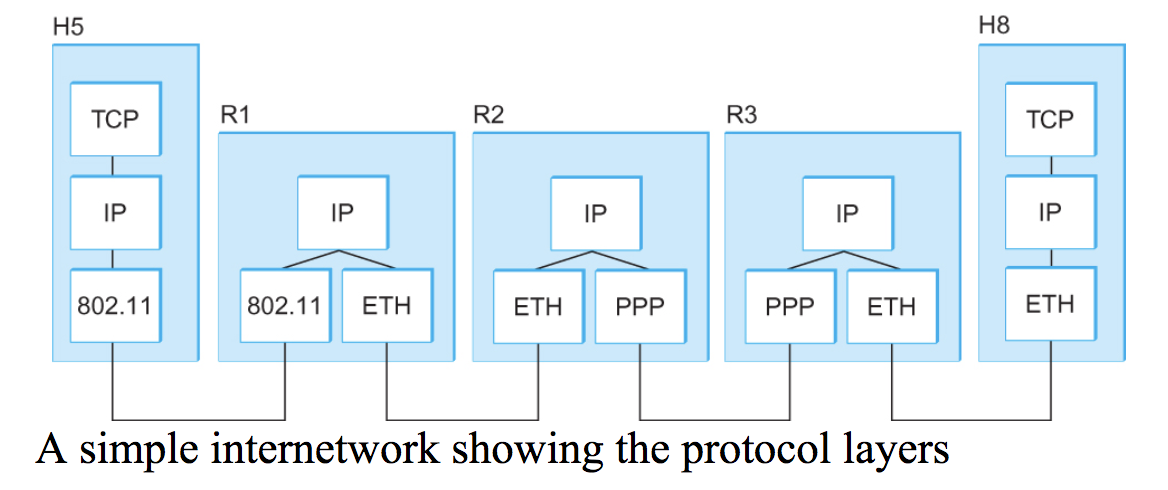 H5
H8
R1
R2
R3
TCP
TCP
IP
IP
IP
IP
IP
802.11
802.11
ETH
ETH
PPP
PPP
ETH
ETH
A simple internetwork showing the protocol layers